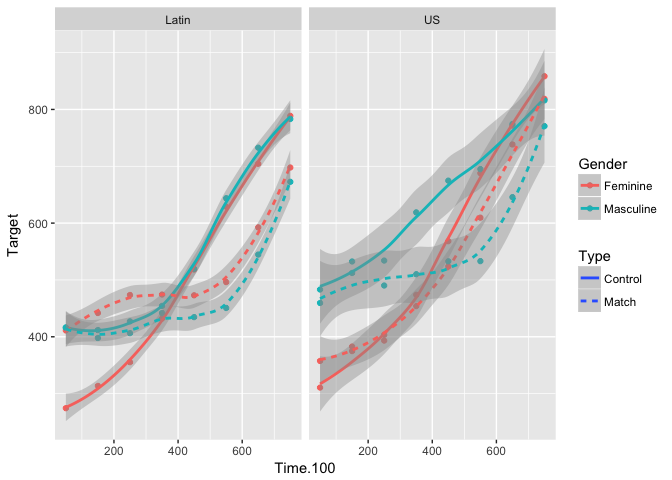 Latin
US
Target
800
600
400
200
400
600
200
400
600
Time.100
Gender
Feminine
Masculine
Type
Control
Match